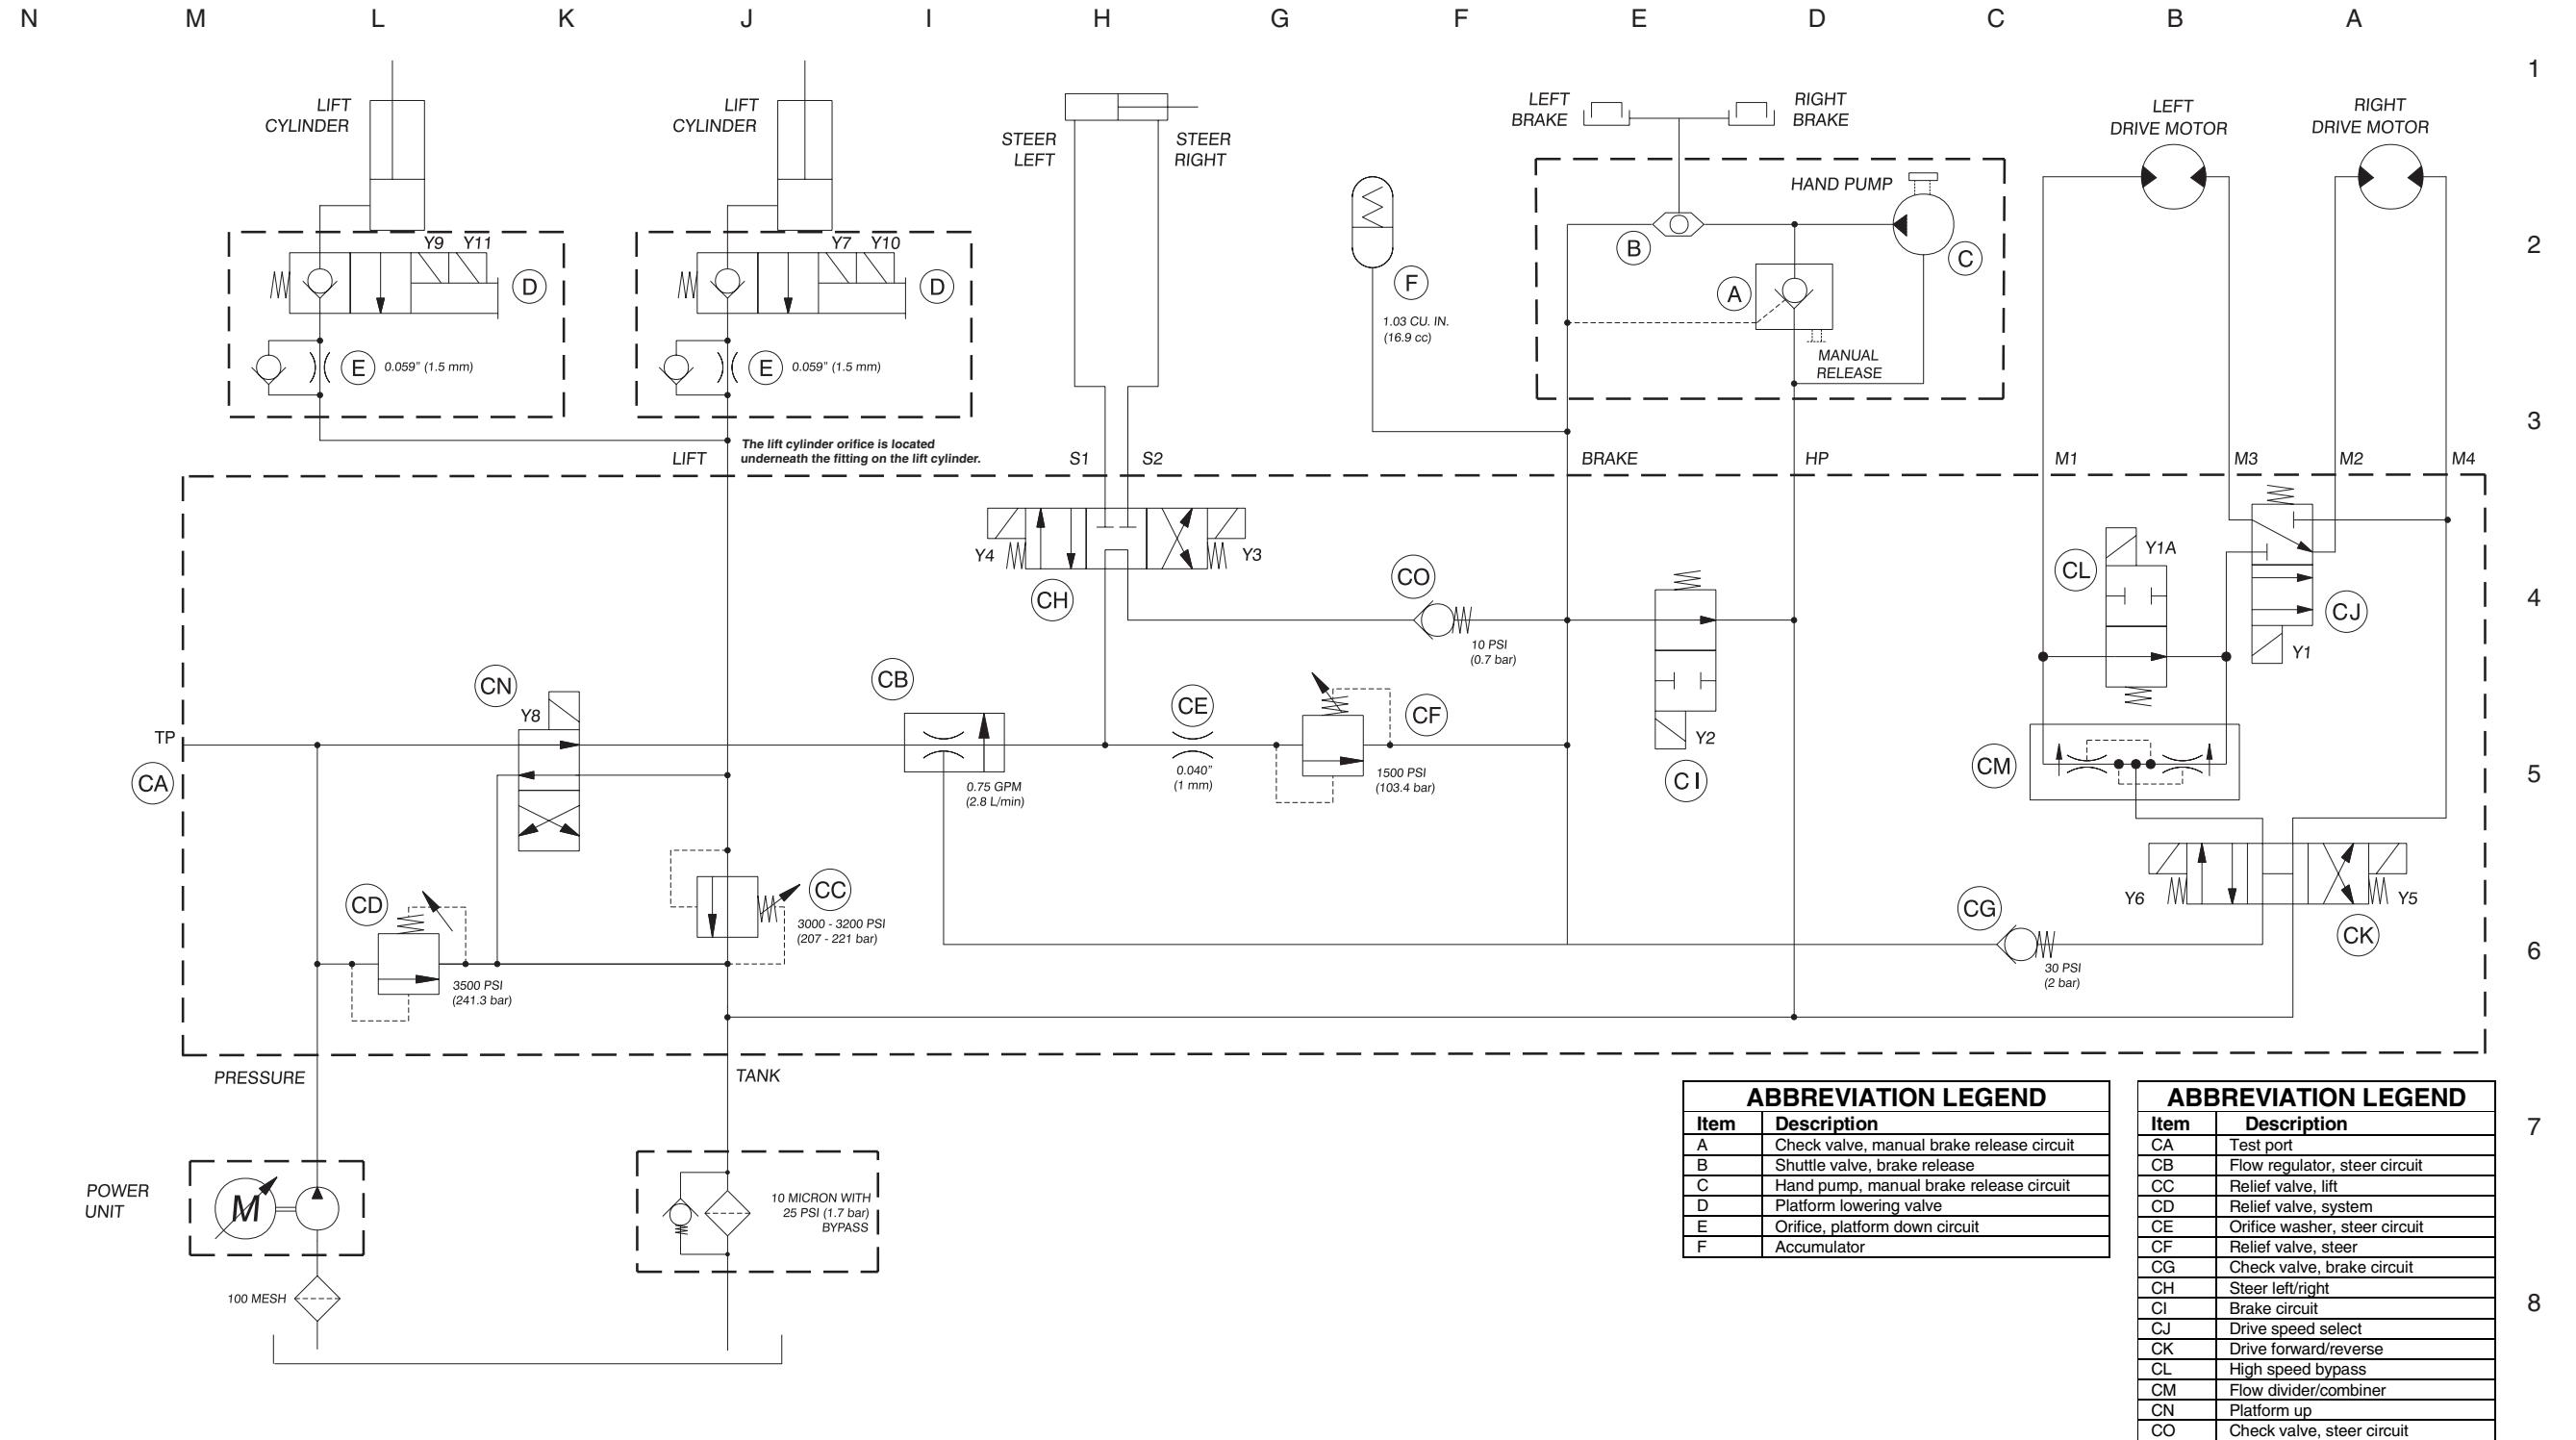 N M L K J I H G F E D C B A
1
2
3
4
5
6
7
8
LIFT
CYLINDER
LIFT
CYLINDER
STEER
LEFT
STEER
RIGHT
LEFT
BRAKE
RIGHT
BRAKE
LEFT
DRIVE MOTOR
RIGHT
DRIVE MOTOR
HAND PUMP
Y9 Y11
D
Y7 Y10
D
F
1.03 CU. IN.
(16.9 cc)
B
C
A
MANUAL
RELEASE
E 0.059" (1.5 mm)
E 0.059" (1.5 mm)
The lift cylinder orifice is located
underneath the fitting on the lift cylinder.
LIFT
S1 S2
BRAKE
HP
M1
M3
M2
M4
Y4
Y3
CH
CO
10 PSI
(0.7 bar)
CL
Y1A
CJ
Y1
CN
Y8
CB
0.75 GPM
(2.8 L/min)
CE
0.040"
(1 mm)
CF
1500 PSI
(103.4 bar)
Y2
CI
TP
CA
CM
CD
3500 PSI
(241.3 bar)
CC
3000 - 3200 PSI
(207 - 221 bar)
CG
30 PSI
(2 bar)
Y6
Y5
CK
PRESSURE
TANK
POWER
UNIT
M
100 MESH
10 MICRON WITH
25 PSI (1.7 bar)
BYPASS
ABBREVIATION LEGEND
Item Description
A Check valve, manual brake release circuit
B Shuttle valve, brake release
C Hand pump, manual brake release circuit
D Platform lowering valve
E Orifice, platform down circuit
F Accumulator
ABBREVIATION LEGEND
Item Description
CA Test port
CB Flow regulator, steer circuit
CC Relief valve, lift
CD Relief valve, system
CE Orifice washer, steer circuit
CF Relief valve, steer
CG Check valve, brake circuit
CH Steer left/right
CI Brake circuit
CJ Drive speed select
CK Drive forward/reverse
CL High speed bypass
CM Flow divider/combiner
CN Platform up
CO Check valve, steer circuit